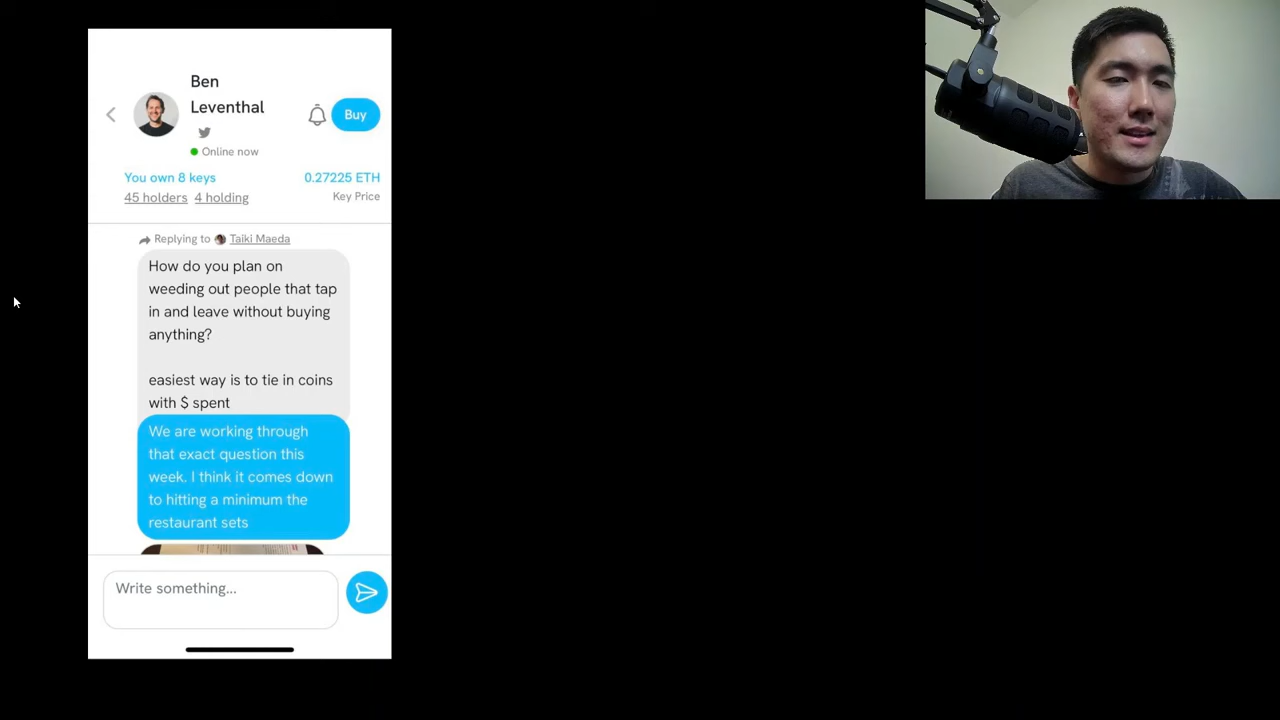 Ben
Leventhal
Buy
Online now
You own 8 keys
0.27225 ETH
45 holders 4 holding
Key Price
Replying to Taiki Maeda
How do you plan on
weeding out people that tap
in and leave without buying
anything?
easiest way is to tie in coins
with $ spent
We are working through
that exact question this
week. I think it comes down
to hitting a minimum the
restaurant sets
Write something...